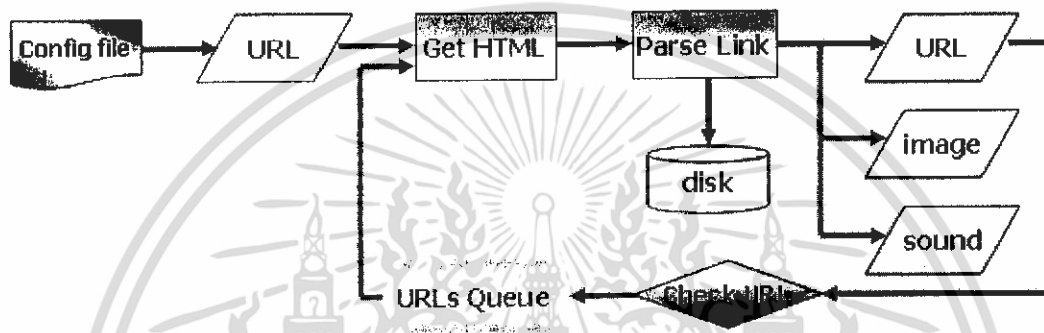 Config file
URL
Get HTML
Parse Link
URL
image
disk
sound
URLs Queue
Check URLs